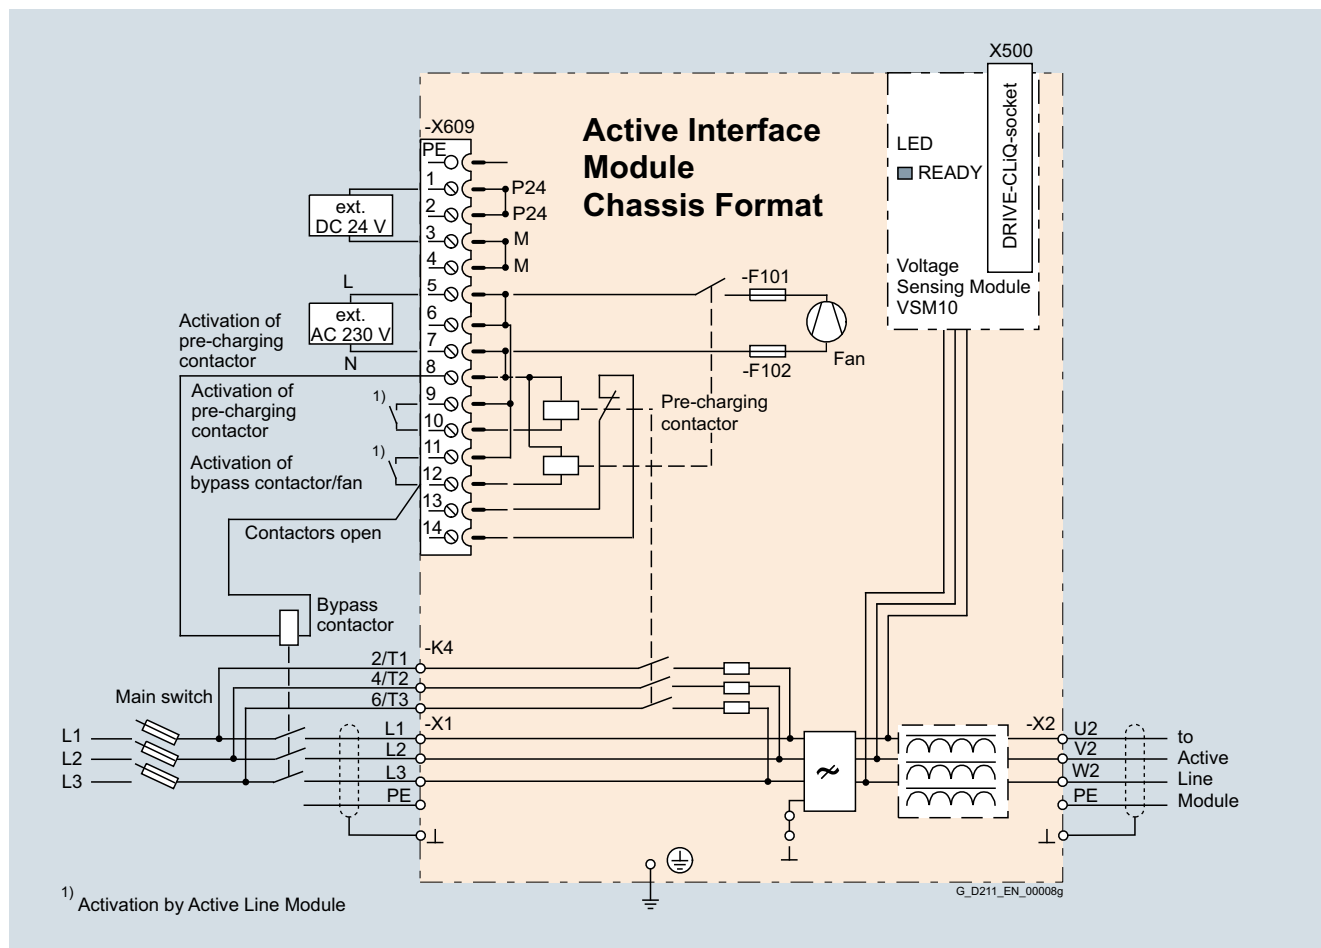 X500
DRIVE-CLiQ-socket
LED
READY
Voltage
Sensing Module
VSM10
Active Interface
Module
Chassis Format
-X609
PE
1
2
3
4
5
6
7
8
9
10
11
12
13
14
P24
P24
M
M
ext.
DC 24 V
L
ext.
AC 230 V
N
-F101
-F102
Fan
Activation of
pre-charging
contactor
Activation of
pre-charging
contactor
1)
1)
Activation of
bypass contactor/fan
Contactors open
Pre-charging
contactor
Bypass
contactor
-K4
2/T1
4/T2
6/T3
Main switch
-X1
L1
L2
L3
L1
L2
L3
PE
≈
-X2
U2
V2
W2
PE
to
Active
Line
Module
G_D211_EN_00008g
1) Activation by Active Line Module